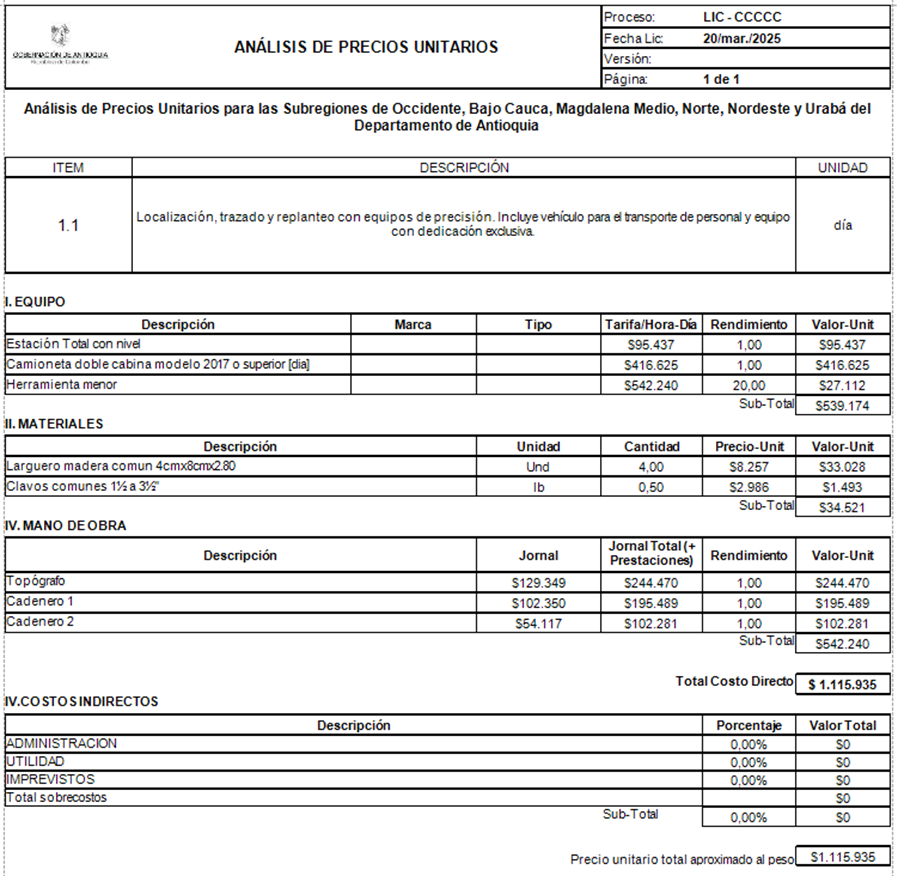 GOBERNACIÓN DE ANTIOQUIA
República de Colombia
ANÁLISIS DE PRECIOS UNITARIOS
Proceso: LIC - CCCCC
Fecha Lic: 20/mar./2025
Versión:
Página: 1 de 1
Análisis de Precios Unitarios para las Subregiones de Occidente, Bajo Cauca, Magdalena Medio, Norte, Nordeste y Urabá del
Departamento de Antioquia
ITEM DESCRIPCIÓN UNIDAD
1.1 Localización, trazado y replanteo con equipos de precisión. Incluye vehículo para el transporte de personal y equipo
con dedicación exclusiva. día
I. EQUIPO
Descripción Marca Tipo Tarifa/Hora-Día Rendimiento Valor-Unit
Estación Total con nivel $95.437 1,00 $95.437
Camioneta doble cabina modelo 2017 o superior [dia] $416.625 1,00 $416.625
Herramienta menor $542.240 20,00 $27.112
Sub-Total $539.174
II. MATERIALES
Descripción Unidad Cantidad Precio-Unit Valor-Unit
Larguero madera comun 4cmx8cmx2.80 Und 4,00 $8.257 $33.028
Clavos comunes 1½ a 3½" lb 0,50 $2.986 $1.493
Sub-Total $34.521
IV. MANO DE OBRA
Descripción Jornal Jornal Total (+ Prestaciones) Rendimiento Valor-Unit
Topógrafo $129.349 $244.470 1,00 $244.470
Cadenero 1 $102.350 $195.489 1,00 $195.489
Cadenero 2 $54.117 $102.281 1,00 $102.281
Sub-Total $542.240
Total Costo Directo $ 1.115.935
IV.COSTOS INDIRECTOS
Descripción Porcentaje Valor Total
ADMINISTRACION 0,00% $0
UTILIDAD 0,00% $0
IMPREVISTOS 0,00% $0
Total sobrecostos $0
Sub-Total 0,00% $0
Precio unitario total aproximado al peso $1.115.935